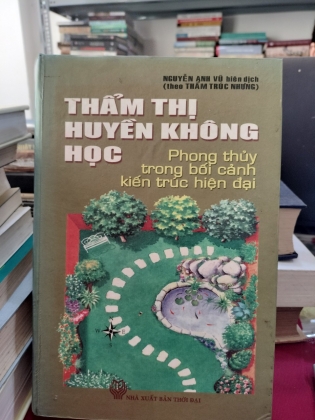 NGUYỄN ANH VŨ biên dịch
(theo THẨM TRÚC NHƯNG)
THẨM THỊ
HUYỀN KHÔNG
HỌC
Phong thủy
trong bối cảnh
kiến trúc hiện đại
NHÀ XUẤT BẢN THỜI ĐẠI